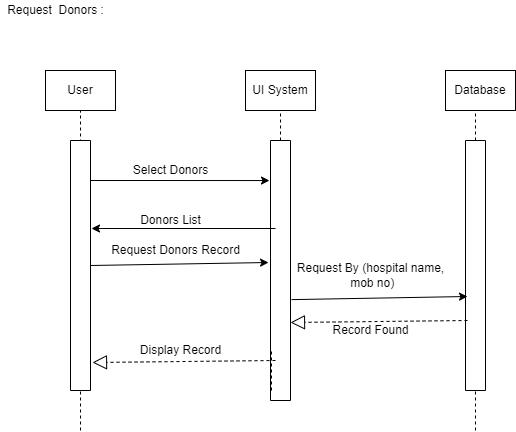 Request Donors :
User
UI System
Database
Select Donors
Donors List
Request Donors Record
Request By (hospital name,
mob no)
Record Found
Display Record